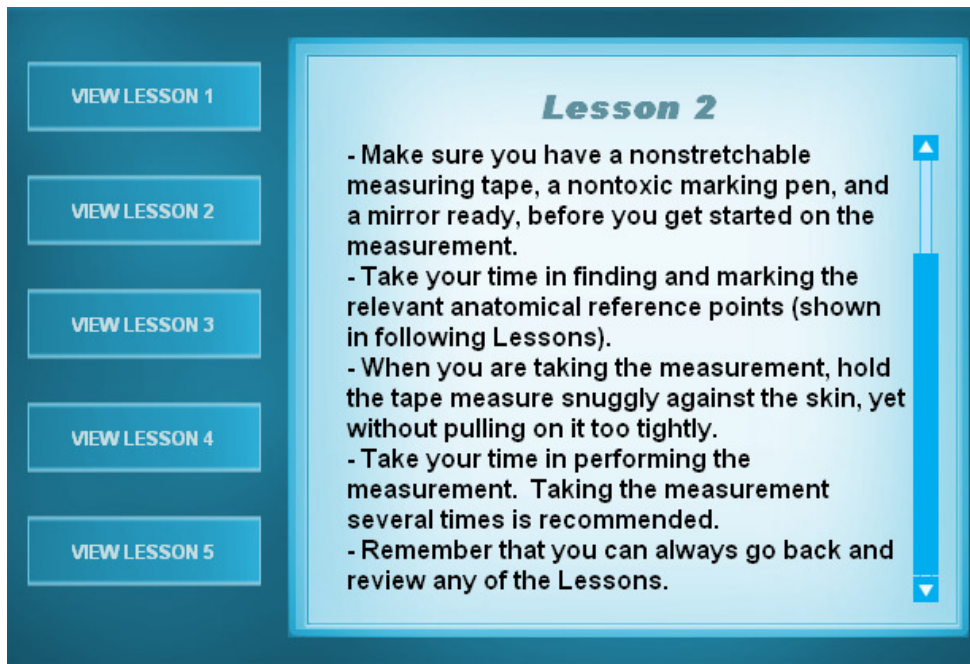 VIEW LESSON 1
VIEW LESSON 2
VIEW LESSON 3
VIEW LESSON 4
VIEW LESSON 5
Lesson 2
- Make sure you have a nonstretchable
measuring tape, a nontoxic marking pen, and
a mirror ready, before you get started on the
measurement.
- Take your time in finding and marking the
relevant anatomical reference points (shown
in following Lessons).
- When you are taking the measurement, hold
the tape measure snuggly against the skin, yet
without pulling on it too tightly.
- Take your time in performing the
measurement.  Taking the measurement
several times is recommended.
- Remember that you can always go back and
review any of the Lessons.